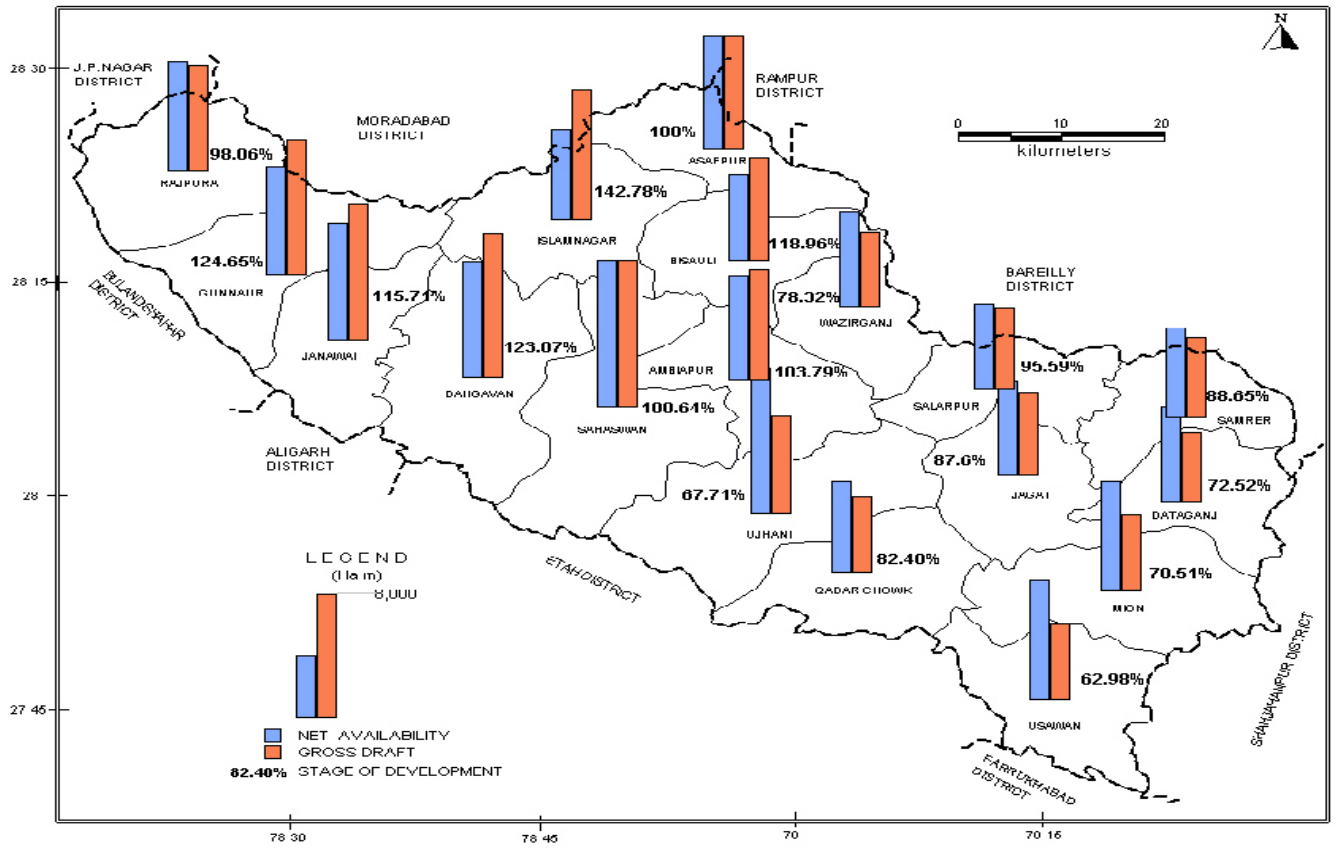 N
28 30
J.P.NAGAR
DISTRICT
RAMPUR
DISTRICT
MORADABAD
DISTRICT
0 10 20
kilometers
98.06%
100%
ASAFPUR
RAJPURA
142.78%
ISLAMNAGAR
118.96%
BISAULI
124.65%
GUNNAUR
28 15
BULANDSHAHAR
DISTRICT
BAREILLY
DISTRICT
115.71%
78.32%
WAZIRGANJ
JANAWAI
123.07%
DAHGAVAN
AMBIAPUR
103.79%
95.59%
88.65%
SAMRER
100.64%
SAHASWAN
SALARPUR
ALIGARH
DISTRICT
87.6%
JAGAT
72.52%
DATAGANJ
28
67.71%
UJHANI
82.40%
QADAR CHOWK
70.51%
MION
ETAH DISTRICT
LEGEND
(Ha m)
8,000
62.98%
USAWAN
SHAHJAHANPUR DISTRICT
27 45
NET AVAILABILITY
GROSS DRAFT
82.40% STAGE OF DEVELOPMENT
FARRUKHABAD
DISTRICT
78 30
78 45
70
70 15